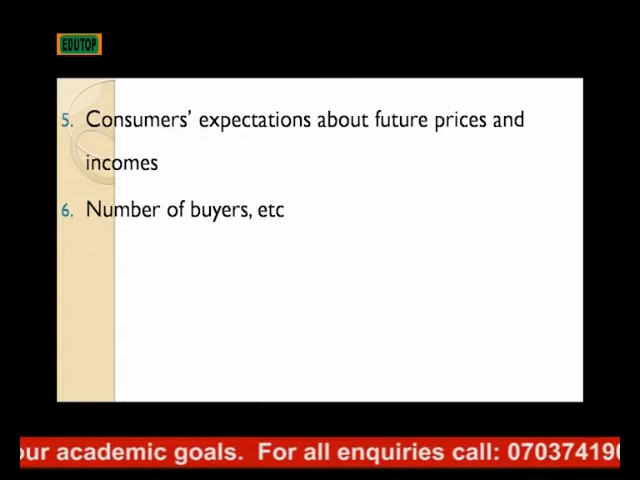 EDUTOP
5. Consumers' expectations about future prices and
incomes
6. Number of buyers, etc
our academic goals. For all enquiries call: 070374190